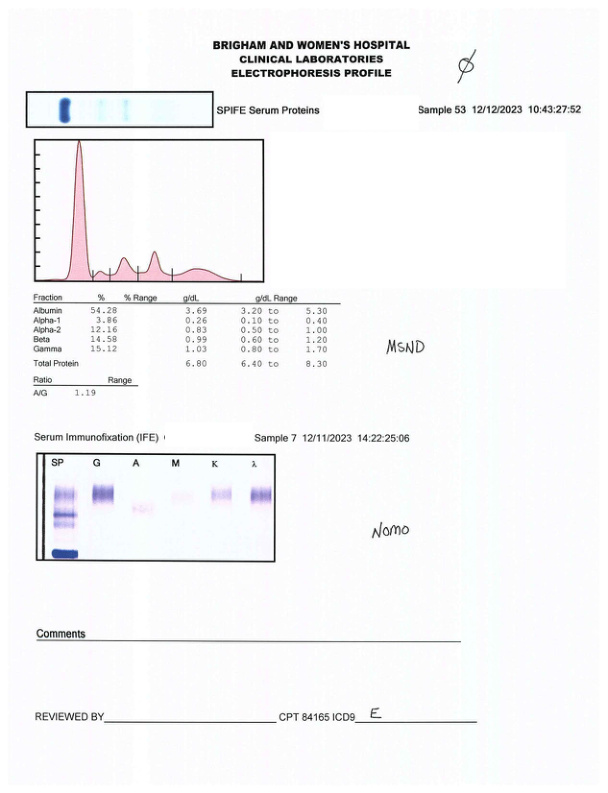 BRIGHAM AND WOMEN'S HOSPITAL
CLINICAL LABORATORIES
ELECTROPHORESIS PROFILE
SPIFE Serum Proteins Sample 53 12/12/2023 10:43:27:52
Fraction % % Range g/dL g/dL Range
Albumin 54.28 3.69 3.20 to 5.30
Alpha-1 3.86 0.26 0.10 to 0.40
Alpha-2 12.16 0.83 0.50 to 1.00
Beta 14.58 0.99 0.60 to 1.20
Gamma 15.12 1.03 0.80 to 1.70
MSND
Total Protein 6.80 6.40 to 8.30
Ratio Range
A/G 1.19
Serum Immunofixation (IFE) Sample 7 12/11/2023 14:22:25:06
SP G A M K λ
NOMO
Comments
REVIEWED BY CPT 84165 ICD9 E